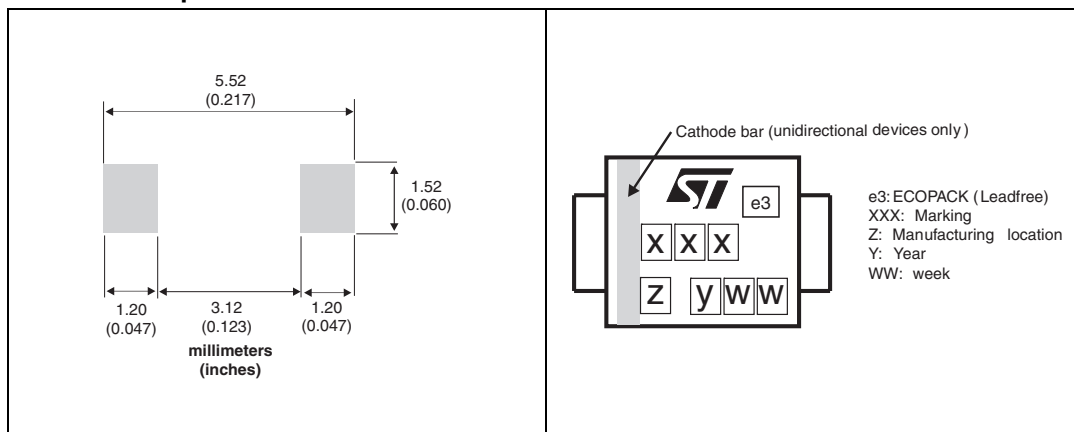 5.52
(0.217)
1.52
(0.060)
1.20
(0.047)
3.12
(0.123)
1.20
(0.047)
millimeters
(inches)
Cathode bar (unidirectional devices only)
ST
e3
x x x
z y w w
e3: ECOPACK (Leadfree)
XXX: Marking
Z: Manufacturing location
Y: Year
WW: week